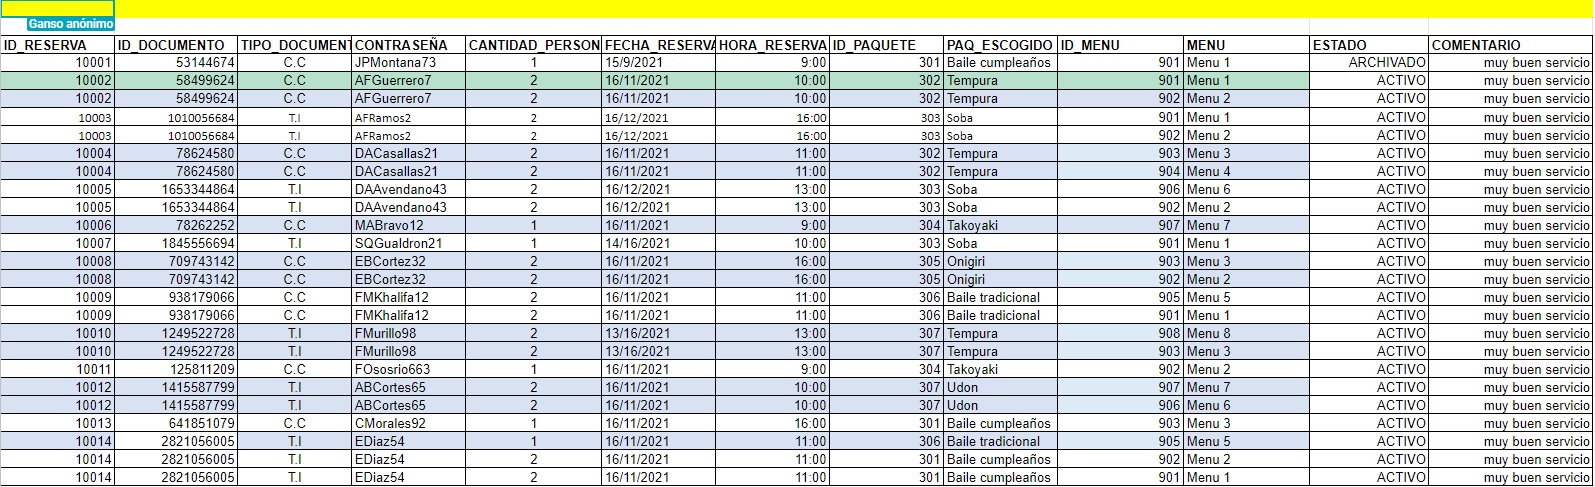 Ganso anónimo
ID_RESERVA ID_DOCUMENTO TIPO_DOCUMENT CONTRASEÑA CANTIDAD_PERSON FECHA_RESERVA HORA_RESERVA ID_PAQUETE PAQ_ESCOGIDO ID_MENU MENU ESTADO COMENTARIO
10001 53144674 C.C JPMontana73 1 15/9/2021 9:00 301 Baile cumpleaños 901 Menu 1 ARCHIVADO muy buen servicio
10002 58499624 C.C AFGuerrero7 2 16/11/2021 10:00 302 Tempura 901 Menu 1 ACTIVO muy buen servicio
10002 58499624 C.C AFGuerrero7 2 16/11/2021 10:00 302 Tempura 902 Menu 2 ACTIVO muy buen servicio
10003 1010056684 T.I AFRamos2 2 16/12/2021 16:00 303 Soba 901 Menu 1 ACTIVO muy buen servicio
10003 1010056684 T.I AFRamos2 2 16/12/2021 16:00 303 Soba 902 Menu 2 ACTIVO muy buen servicio
10004 78624580 C.C DACasallas21 2 16/11/2021 11:00 302 Tempura 903 Menu 3 ACTIVO muy buen servicio
10004 78624580 C.C DACasallas21 2 16/11/2021 11:00 302 Tempura 904 Menu 4 ACTIVO muy buen servicio
10005 1653344864 T.I DAAvendano43 2 16/12/2021 13:00 303 Soba 906 Menu 6 ACTIVO muy buen servicio
10005 1653344864 T.I DAAvendano43 2 16/12/2021 13:00 303 Soba 902 Menu 2 ACTIVO muy buen servicio
10006 78262252 C.C MABravo12 1 16/11/2021 9:00 304 Takoyaki 907 Menu 7 ACTIVO muy buen servicio
10007 1845556694 T.I SQGualdron21 1 14/16/2021 10:00 303 Soba 901 Menu 1 ACTIVO muy buen servicio
10008 709743142 C.C EBCortez32 2 16/11/2021 16:00 305 Onigiri 903 Menu 3 ACTIVO muy buen servicio
10008 709743142 C.C EBCortez32 2 16/11/2021 16:00 305 Onigiri 902 Menu 2 ACTIVO muy buen servicio
10009 938179066 C.C FMKhalifa12 2 16/11/2021 11:00 306 Baile tradicional 905 Menu 5 ACTIVO muy buen servicio
10009 938179066 C.C FMKhalifa12 2 16/11/2021 11:00 306 Baile tradicional 901 Menu 1 ACTIVO muy buen servicio
10010 1249522728 T.I FMurillo98 2 13/16/2021 13:00 307 Tempura 908 Menu 8 ACTIVO muy buen servicio
10010 1249522728 T.I FMurillo98 2 13/16/2021 13:00 307 Tempura 903 Menu 3 ACTIVO muy buen servicio
10011 125811209 C.C FOsosrio663 1 16/11/2021 9:00 304 Takoyaki 902 Menu 2 ACTIVO muy buen servicio
10012 1415587799 T.I ABCortes65 2 16/11/2021 10:00 307 Udon 907 Menu 7 ACTIVO muy buen servicio
10012 1415587799 T.I ABCortes65 2 16/11/2021 10:00 307 Udon 906 Menu 6 ACTIVO muy buen servicio
10013 641851079 C.C CMorales92 1 16/11/2021 16:00 301 Baile cumpleaños 903 Menu 3 ACTIVO muy buen servicio
10014 2821056005 T.I EDiaz54 1 16/11/2021 11:00 306 Baile tradicional 905 Menu 5 ACTIVO muy buen servicio
10014 2821056005 T.I EDiaz54 2 16/11/2021 11:00 301 Baile cumpleaños 902 Menu 2 ACTIVO muy buen servicio
10014 2821056005 T.I EDiaz54 2 16/11/2021 11:00 301 Baile cumpleaños 901 Menu 1 ACTIVO muy buen servicio